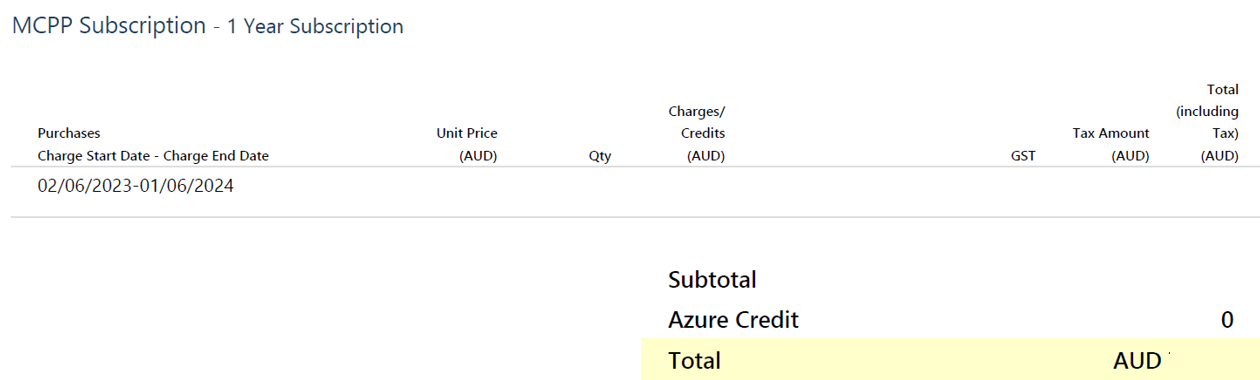 MCPP Subscription - 1 Year Subscription
Total
Charges/ (including
Purchases Unit Price Credits Tax Amount Tax)
Charge Start Date - Charge End Date (AUD) Qty (AUD) GST (AUD) (AUD)
02/06/2023-01/06/2024
Subtotal
Azure Credit 0
Total AUD